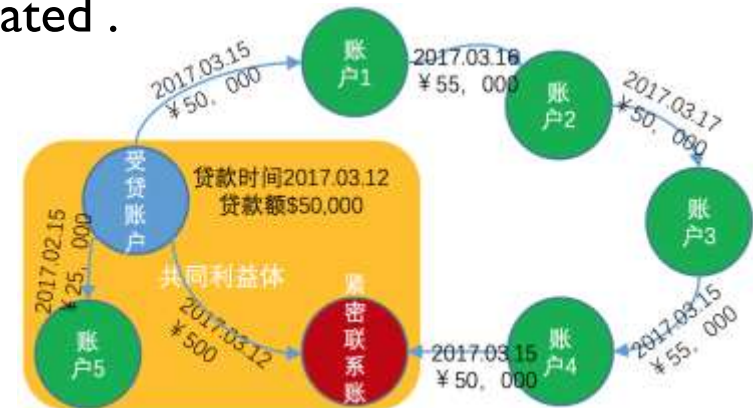 ated .
2017.03.15
￥50，000
账
户1
2017.03.16
￥55，000
账
户2
2017.03.17
￥50，000
账
户3
2017.03.15
￥55，000
账
户4
2017.03.15
￥50，000
受
贷
账
户
贷款时间2017.03.12
贷款额$50,000
共同利益体
2017.02.15
￥25，000
账
户5
2017.03.12
￥500
紧
密
联
系
账